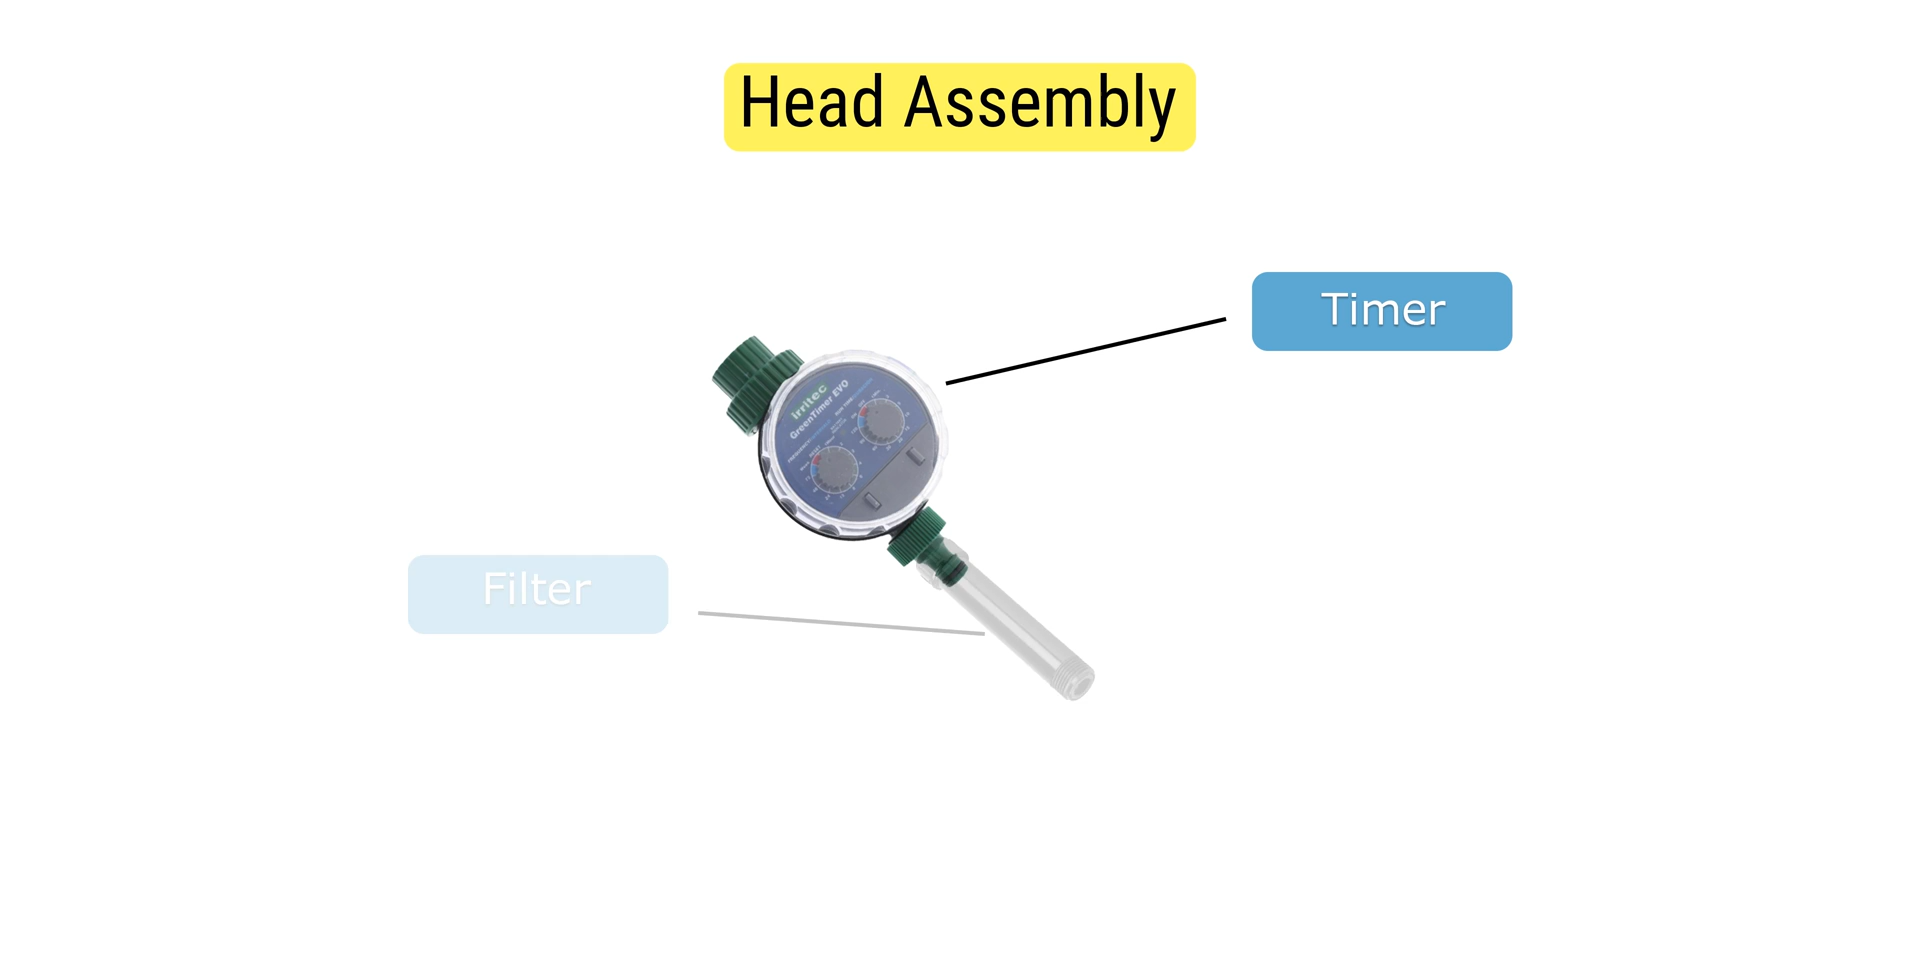 Head Assembly
Timer
irritec
GreenTimer EVO
Filter